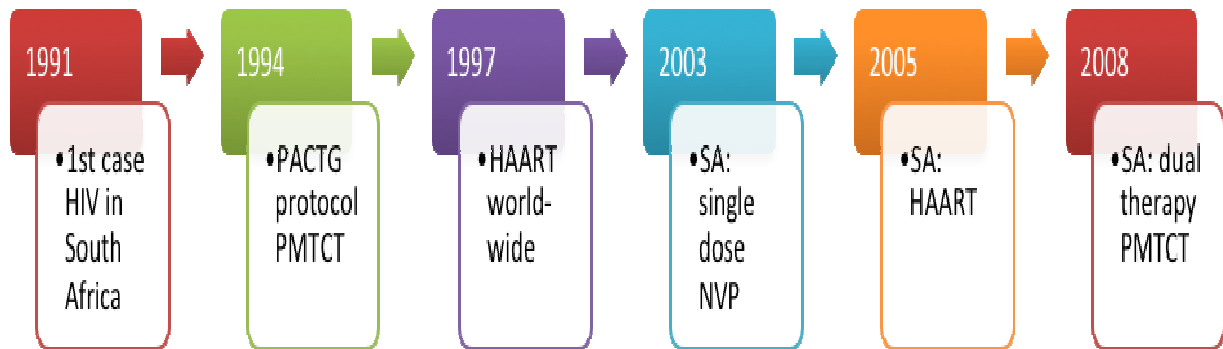 1991
•1st case
HIV in
South
Africa
1994
•PACTG
protocol
PMTCT
1997
•HAART
world-
wide
2003
•SA:
single
dose
NVP
2005
•SA:
HAART
2008
•SA: dual
therapy
PMTCT